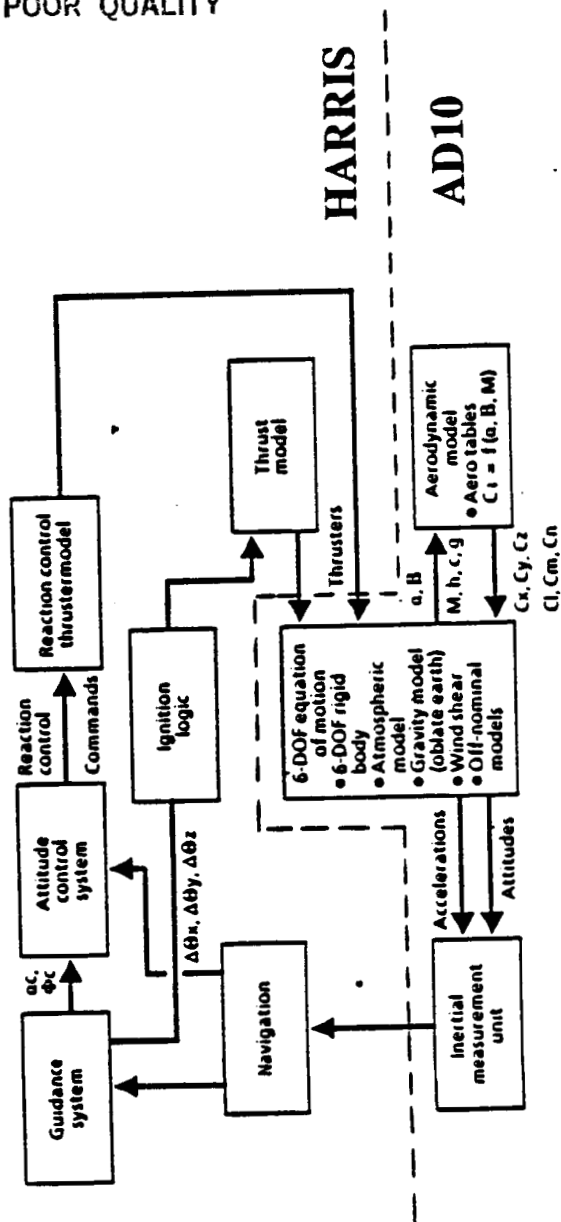 POOR QUALITY
Guidance
system
αc,
Φc
Attitude
control
system
Reaction control
Commands
Reaction control
thrustermodel
HARRIS
AD10
Δθx, Δθy, Δθz
Ignition
logic
Thrust
model
Navigation
Thrusters
Inertial
measurement
unit
Accelerations
Attitudes
6-DOF equation
of motion
• 6-DOF rigid
body
• Atmospheric
model
• Gravity model
(oblate earth)
• Wind shear
• Off-nominal
models
α, B
M, h, c, g
Cx, Cy, Cz
Cl, Cm, Cn
Aerodynamic
model
• Aero tables
Cı = f (α, B, M)